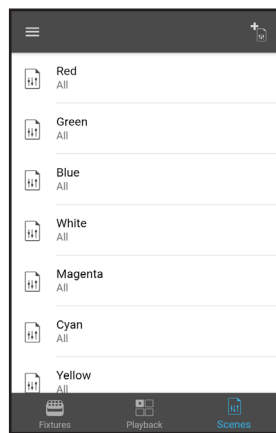 Red
All
Green
All
Blue
All
White
All
Magenta
All
Cyan
All
Yellow
All
Fixtures
Playback
Scenes